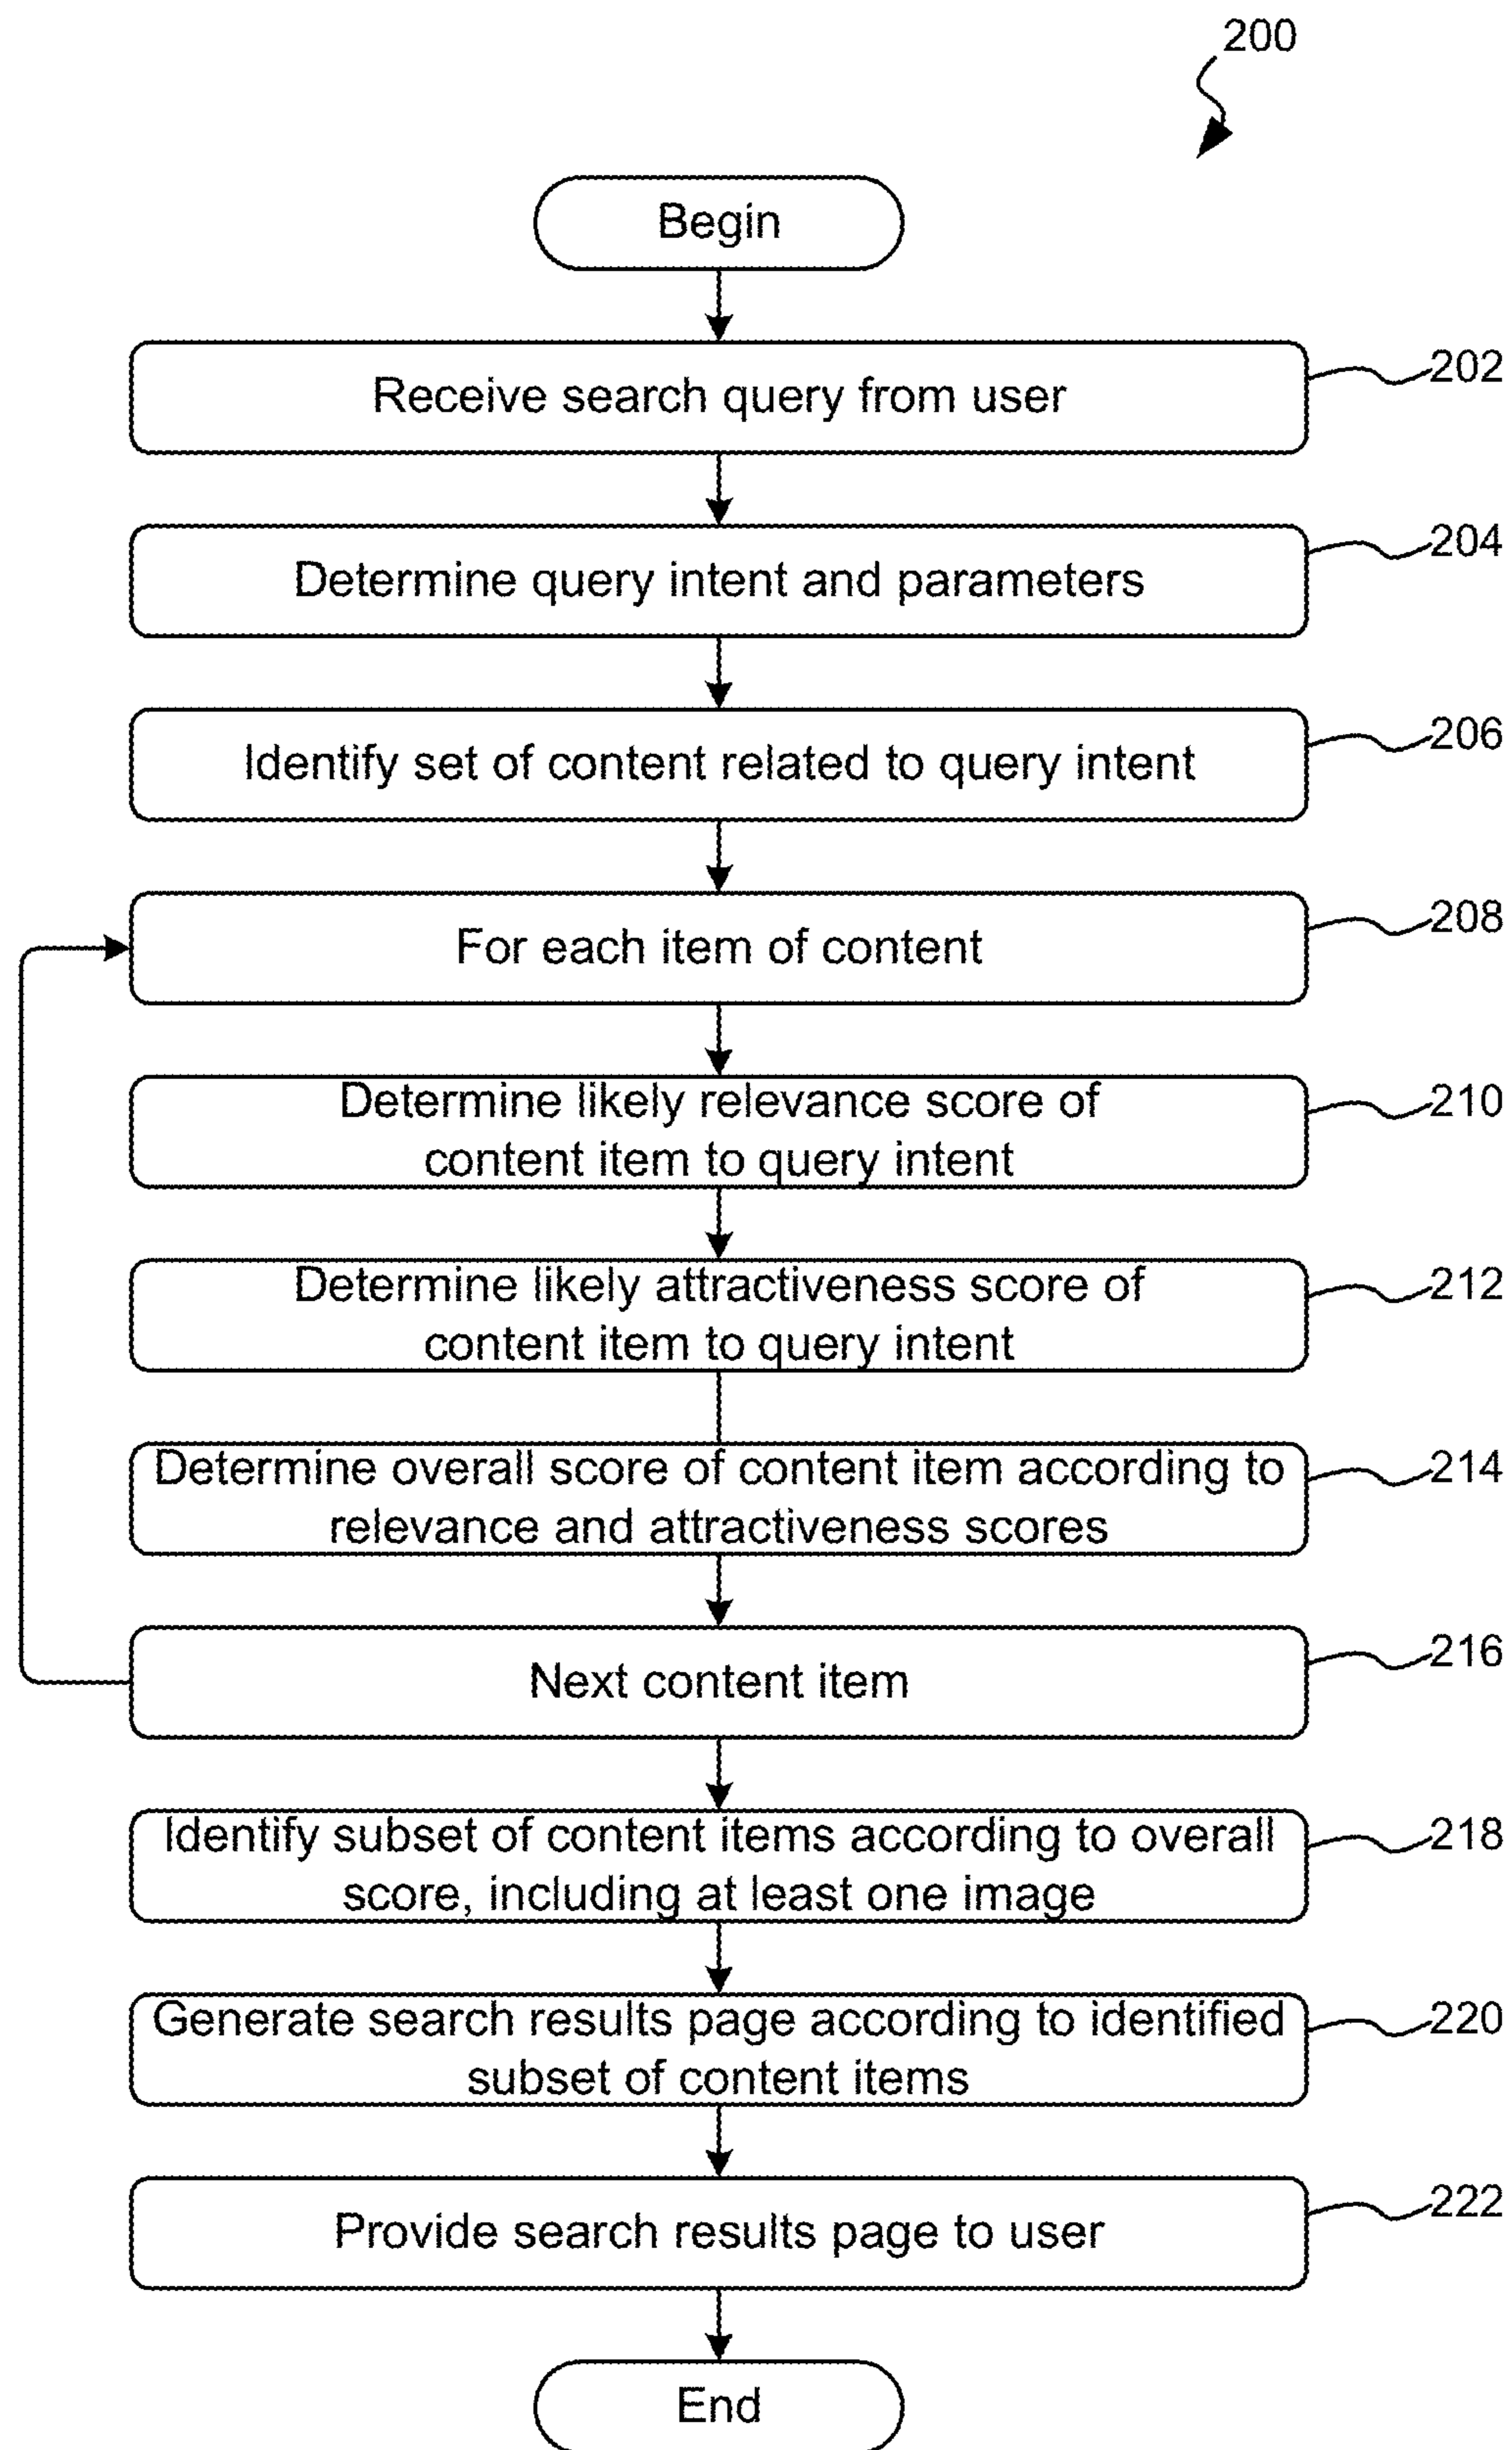 200
Begin
Receive search query from user
202
Determine query intent and parameters
204
Identify set of content related to query intent
206
For each item of content
208
Determine likely relevance score of
content item to query intent
210
Determine likely attractiveness score of
content item to query intent
212
Determine overall score of content item according to
relevance and attractiveness scores
214
Next content item
216
Identify subset of content items according to overall
score, including at least one image
218
Generate search results page according to identified
subset of content items
220
Provide search results page to user
222
End